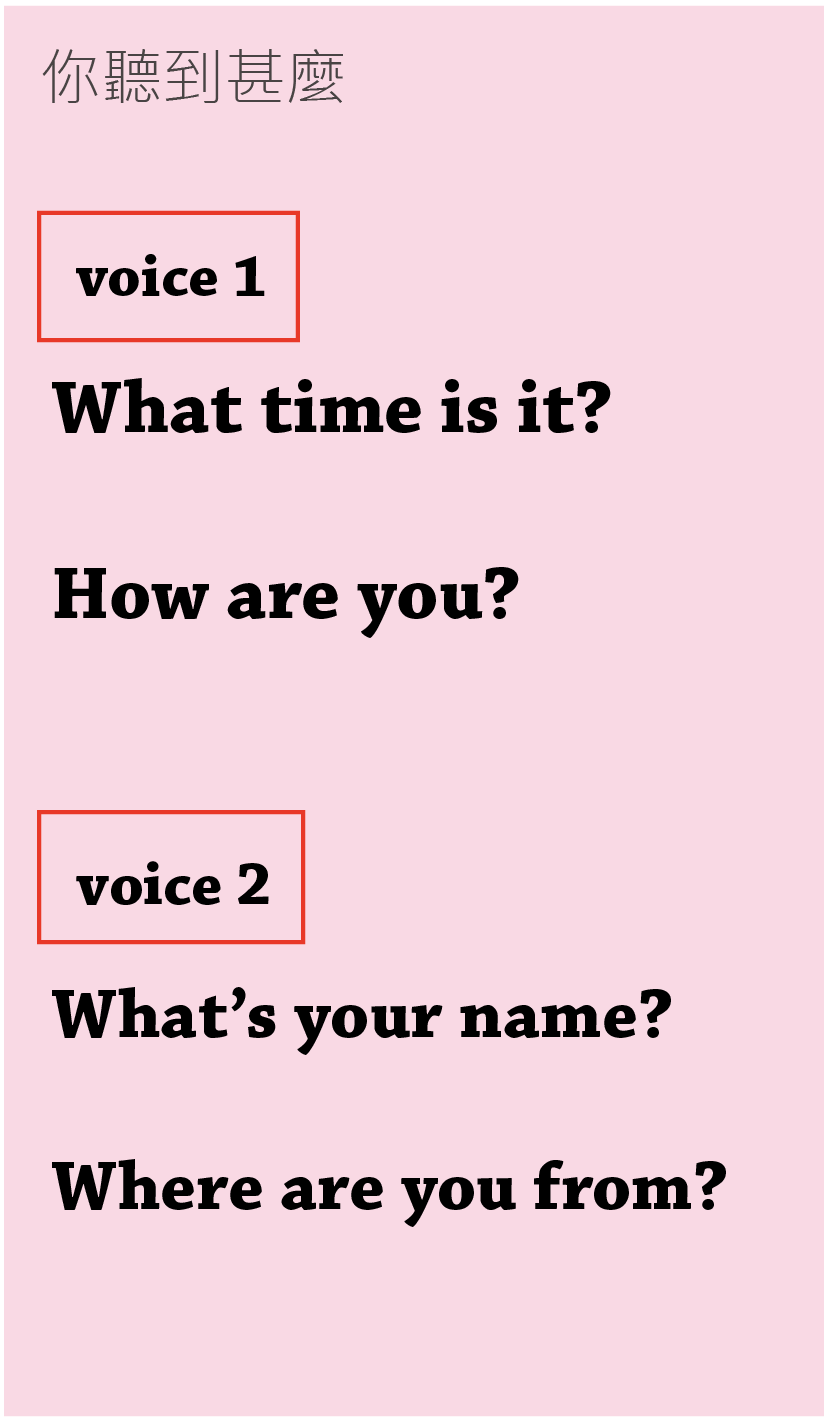 你聽到甚麼
voice 1
What time is it?
How are you?
voice 2
What’s your name?
Where are you from?